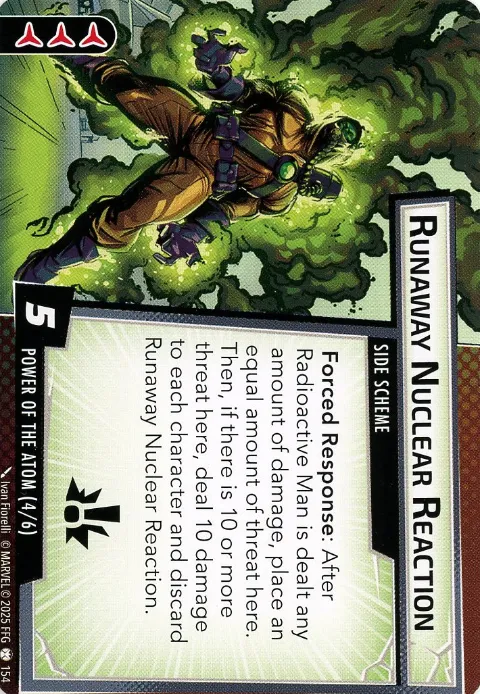 RUNAWAY NUCLEAR REACTION
SIDE SCHEME
Forced Response: After
Radioactive Man is dealt any
amount of damage, place an
equal amount of threat here.
Then, if there is 10 or more
threat here, deal 10 damage
to each character and discard
Runaway Nuclear Reaction.
5
POWER OF THE ATOM (4/6)
Ivan Fiorelli © MARVEL © 2025 FFG 154